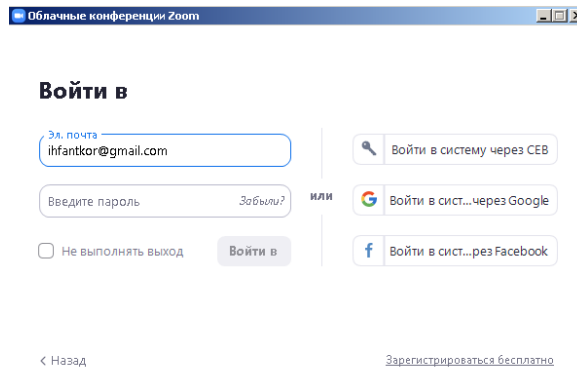 Облачные конференции Zoom
Войти в
Эл. почта
ihfantkor@gmail.com
Введите пароль Забыли?
Не выполнять выход Войти в
или
Войти в систему через СЕВ
Войти в сист...через Google
Войти в сист...рез Facebook
< Назад
Зарегистрироваться бесплатно